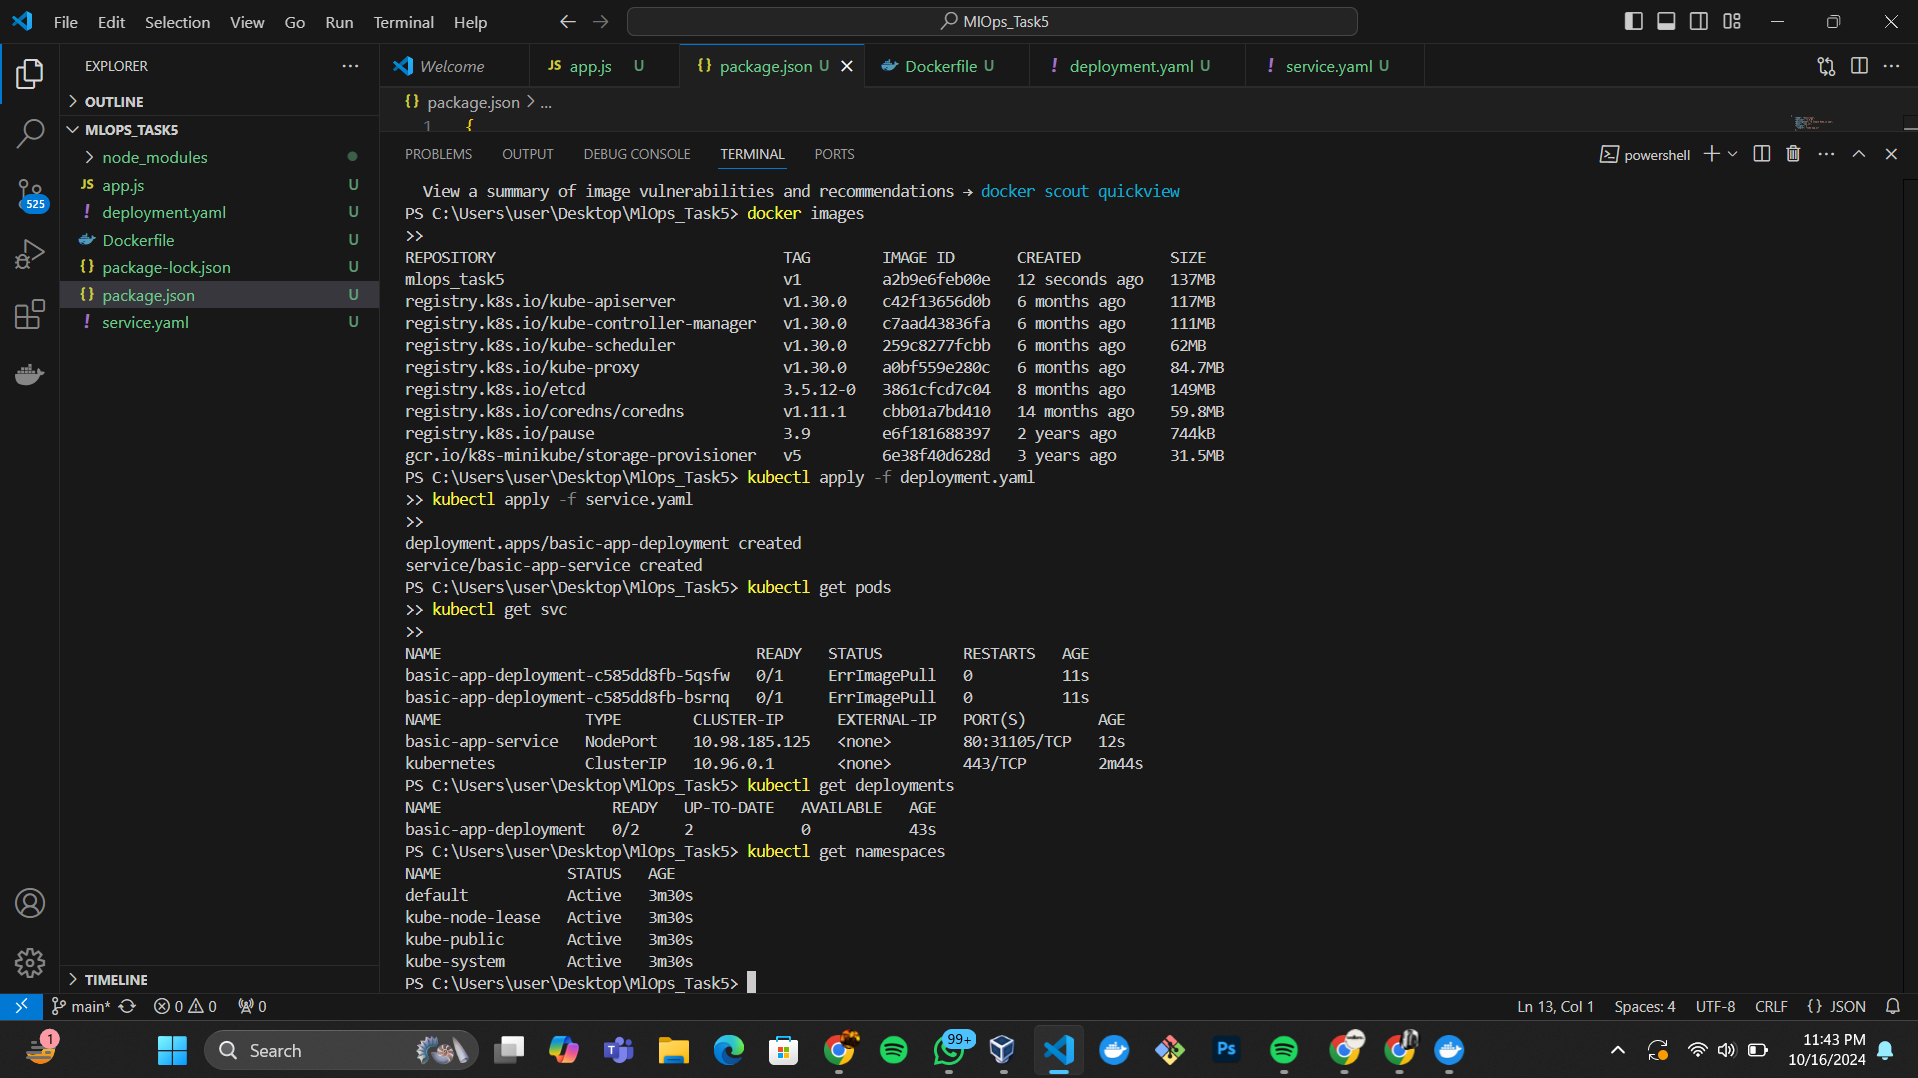 File Edit Selection View Go Run Terminal Help
MlOps_Task5
EXPLORER
OUTLINE
MLOPS_TASK5
node_modules
JS app.js U
! deployment.yaml U
Dockerfile U
{} package-lock.json U
{} package.json U
! service.yaml U
TIMELINE
525
Welcome
JS app.js U
{} package.json U
Dockerfile U
! deployment.yaml U
! service.yaml U
{} package.json > ...
1 {
PROBLEMS OUTPUT DEBUG CONSOLE TERMINAL PORTS
powershell
View a summary of image vulnerabilities and recommendations → docker scout quickview
PS C:\Users\user\Desktop\MlOps_Task5> docker images
>>
REPOSITORY TAG IMAGE ID CREATED SIZE
mlops_task5 v1 a2b9e6feb00e 12 seconds ago 137MB
registry.k8s.io/kube-apiserver v1.30.0 c42f13656d0b 6 months ago 117MB
registry.k8s.io/kube-controller-manager v1.30.0 c7aad43836fa 6 months ago 111MB
registry.k8s.io/kube-scheduler v1.30.0 259c8277fcbb 6 months ago 62MB
registry.k8s.io/kube-proxy v1.30.0 a0bf559e280c 6 months ago 84.7MB
registry.k8s.io/etcd 3.5.12-0 3861cfcd7c04 8 months ago 149MB
registry.k8s.io/coredns/coredns v1.11.1 cbb01a7bd410 14 months ago 59.8MB
registry.k8s.io/pause 3.9 e6f181688397 2 years ago 744kB
gcr.io/k8s-minikube/storage-provisioner v5 6e38f40d628d 3 years ago 31.5MB
PS C:\Users\user\Desktop\MlOps_Task5> kubectl apply -f deployment.yaml
>> kubectl apply -f service.yaml
>>
deployment.apps/basic-app-deployment created
service/basic-app-service created
PS C:\Users\user\Desktop\MlOps_Task5> kubectl get pods
>> kubectl get svc
>>
NAME READY STATUS RESTARTS AGE
basic-app-deployment-c585dd8fb-5qsfw 0/1 ErrImagePull 0 11s
basic-app-deployment-c585dd8fb-bsrnq 0/1 ErrImagePull 0 11s
NAME TYPE CLUSTER-IP EXTERNAL-IP PORT(S) AGE
basic-app-service NodePort 10.98.185.125 <none> 80:31105/TCP 12s
kubernetes ClusterIP 10.96.0.1 <none> 443/TCP 2m44s
PS C:\Users\user\Desktop\MlOps_Task5> kubectl get deployments
NAME READY UP-TO-DATE AVAILABLE AGE
basic-app-deployment 0/2 2 0 43s
PS C:\Users\user\Desktop\MlOps_Task5> kubectl get namespaces
NAME STATUS AGE
default Active 3m30s
kube-node-lease Active 3m30s
kube-public Active 3m30s
kube-system Active 3m30s
PS C:\Users\user\Desktop\MlOps_Task5>
main* 0 0 0
Ln 13, Col 1 Spaces: 4 UTF-8 CRLF {} JSON
1
Search
99+
Ps
11:43 PM
10/16/2024